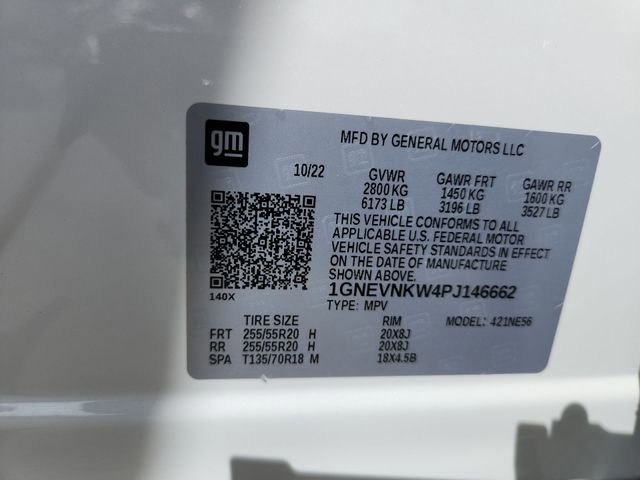 gm
MFD BY GENERAL MOTORS LLC
10/22 GVWR GAWR FRT GAWR RR
2800 KG 1450 KG 1600 KG
6173 LB 3196 LB 3527 LB
THIS VEHICLE CONFORMS TO ALL
APPLICABLE U.S. FEDERAL MOTOR
VEHICLE SAFETY STANDARDS IN EFFECT
ON THE DATE OF MANUFACTURE
SHOWN ABOVE.
140X
1GNEVNKW4PJ146662
TYPE: MPV
TIRE SIZE RIM MODEL: 421NE56
FRT 255/55R20 H 20X8J
RR 255/55R20 H 20X8J
SPA T135/70R18 M 18X4.5B